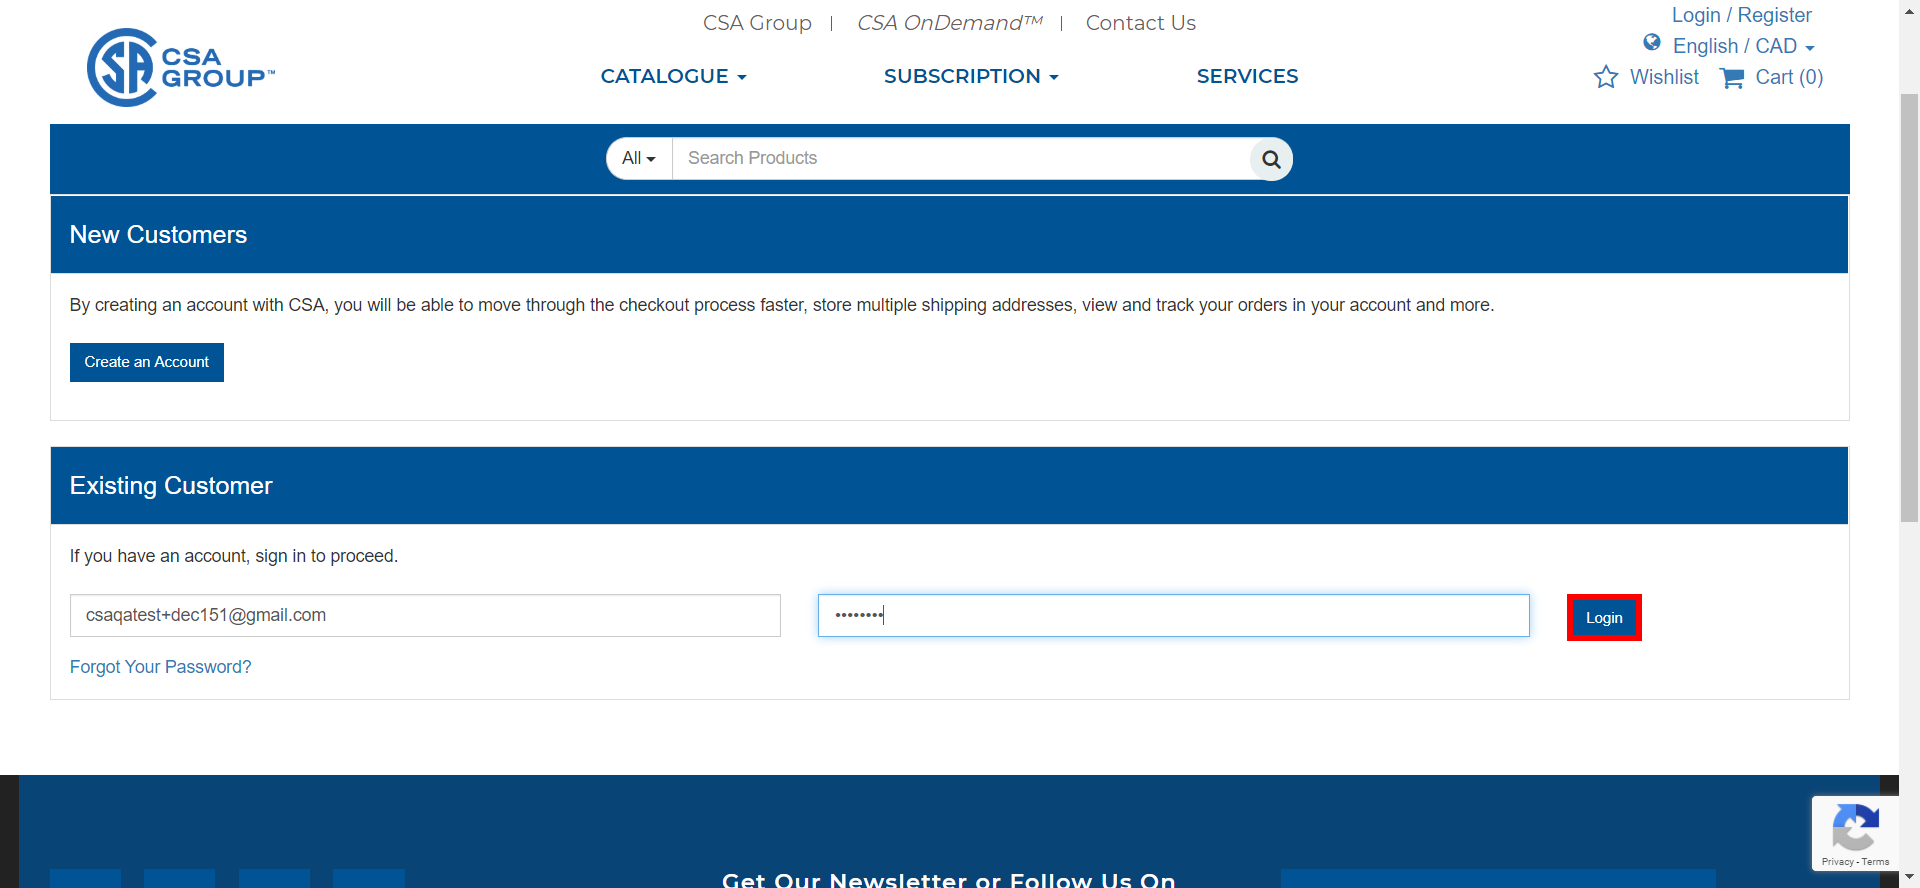 CSA Group | CSA OnDemand™ | Contact Us
Login / Register
English / CAD
CSA GROUP™
CATALOGUE SUBSCRIPTION SERVICES
Wishlist Cart (0)
All Search Products
New Customers
By creating an account with CSA, you will be able to move through the checkout process faster, store multiple shipping addresses, view and track your orders in your account and more.
Create an Account
Existing Customer
If you have an account, sign in to proceed.
csaqatest+dec151@gmail.com •••••••• Login
Forgot Your Password?
Privacy - Terms
Get Our Newsletter or Follow Us On